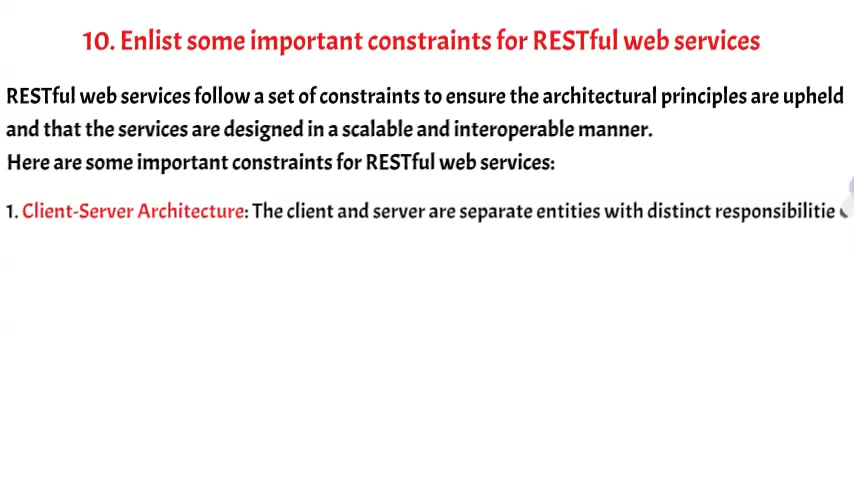 10. Enlist some important constraints for RESTful web services
RESTful web services follow a set of constraints to ensure the architectural principles are upheld
and that the services are designed in a scalable and interoperable manner.
Here are some important constraints for RESTful web services:
1. Client-Server Architecture: The client and server are separate entities with distinct responsibilitie